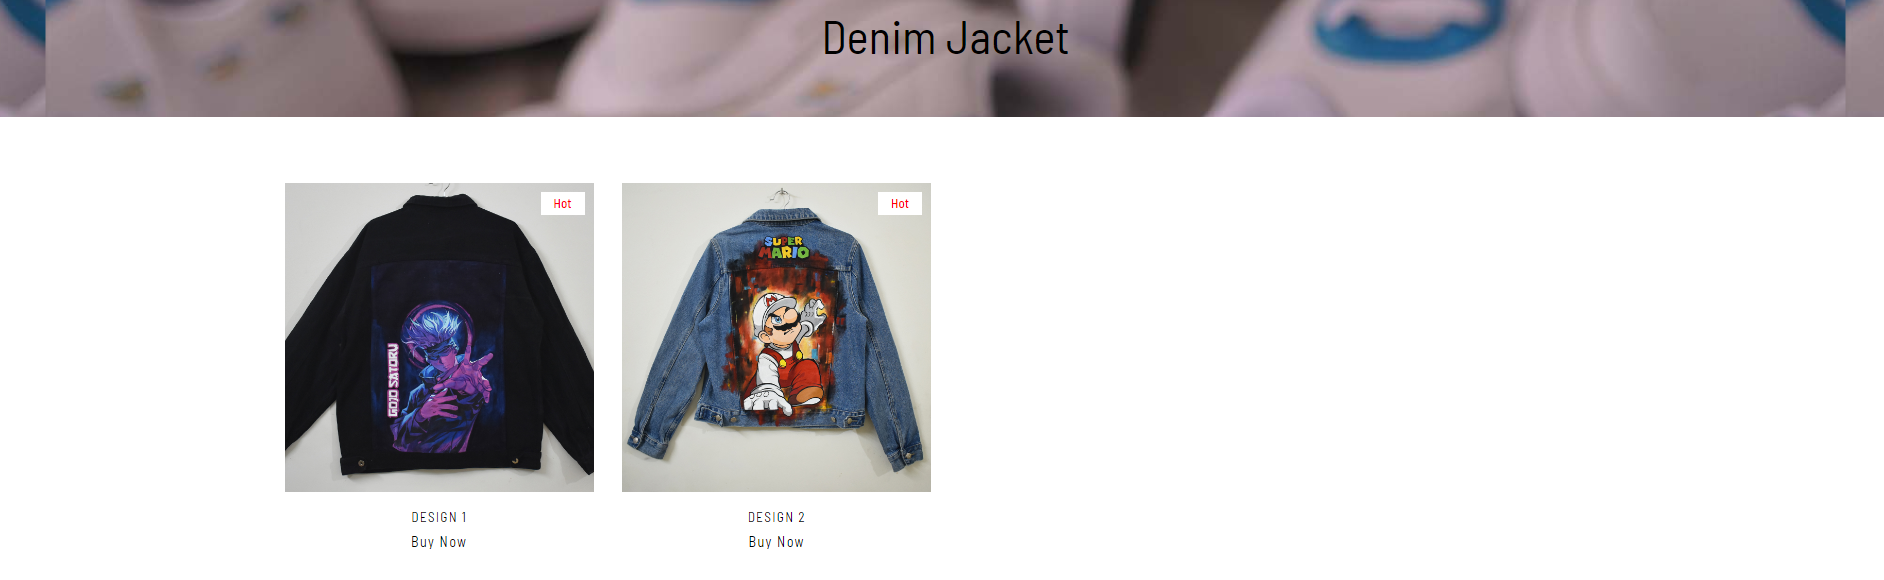 Denim Jacket
Hot
Hot
SUPER
MARIO
GOJO SATORU
DESIGN 1
DESIGN 2
Buy Now
Buy Now